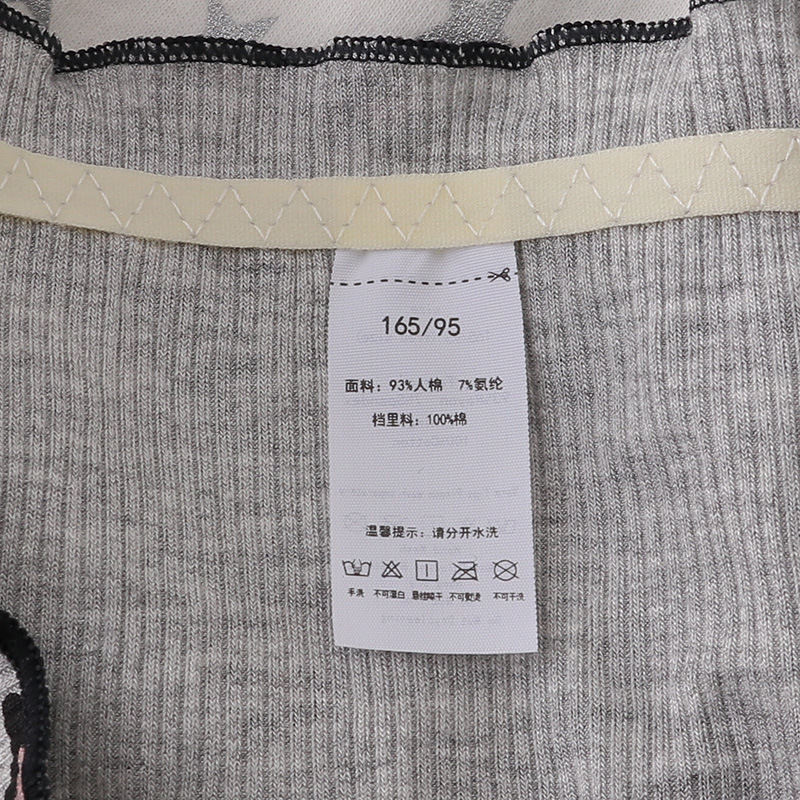 165/95
面料：93%人棉 7%氨纶
档里料：100%棉
温馨提示：请分开水洗
手洗 不可漂白 悬挂晾干 不可熨烫 不可干洗